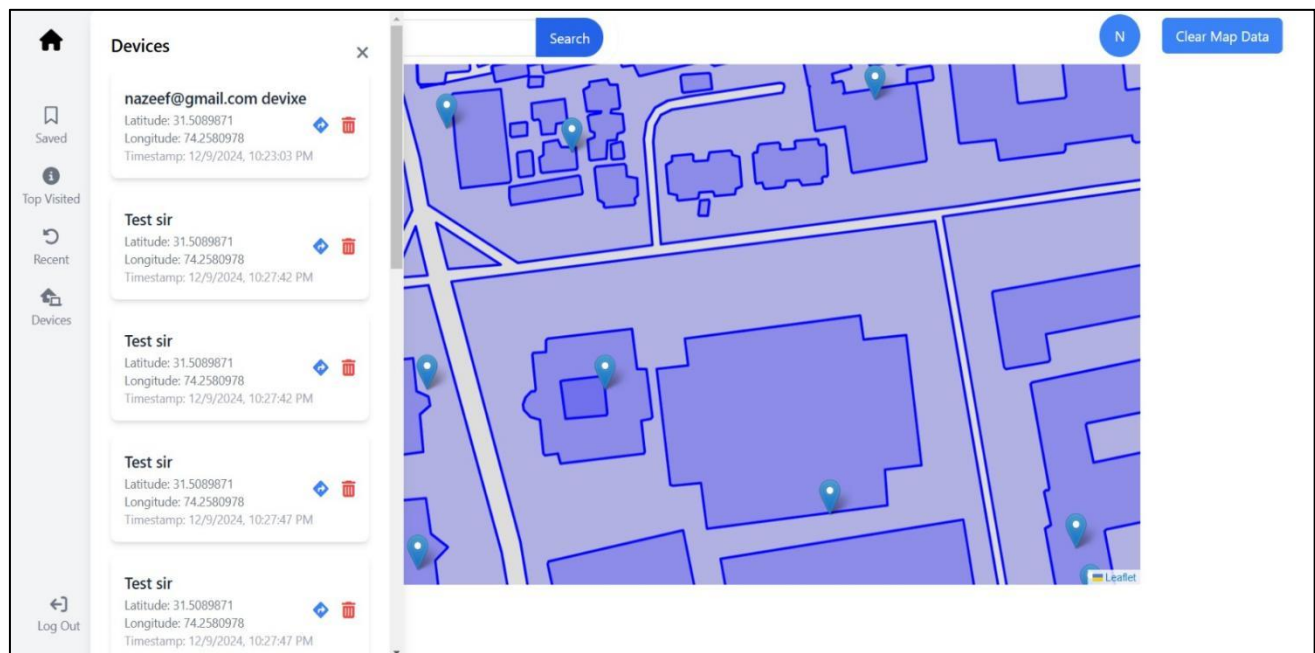 Devices
×
Search
N
Clear Map Data
Saved
Top Visited
Recent
Devices
Log Out
nazeef@gmail.com devixe
Latitude: 31.5089871
Longitude: 74.2580978
Timestamp: 12/9/2024, 10:23:03 PM
Test sir
Latitude: 31.5089871
Longitude: 74.2580978
Timestamp: 12/9/2024, 10:27:42 PM
Test sir
Latitude: 31.5089871
Longitude: 74.2580978
Timestamp: 12/9/2024, 10:27:42 PM
Test sir
Latitude: 31.5089871
Longitude: 74.2580978
Timestamp: 12/9/2024, 10:27:47 PM
Test sir
Latitude: 31.5089871
Longitude: 74.2580978
Timestamp: 12/9/2024, 10:27:47 PM
Leaflet